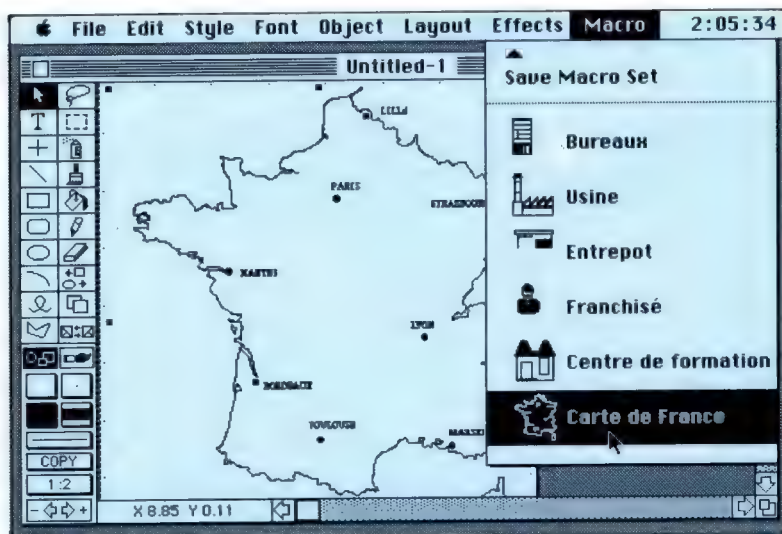 File Edit Style Font Object Layout Effects Macro 2:05:34
Untitled-1
Save Macro Set
Bureaux
Usine
Entrepot
Franchisé
Centre de formation
Carte de France
LILLE
PARIS
STRASBOUR
NANTES
LYON
BORDEAUX
TOULOUSE
MARSEI
T
COPY
1:2
X 8.85 Y 0.11